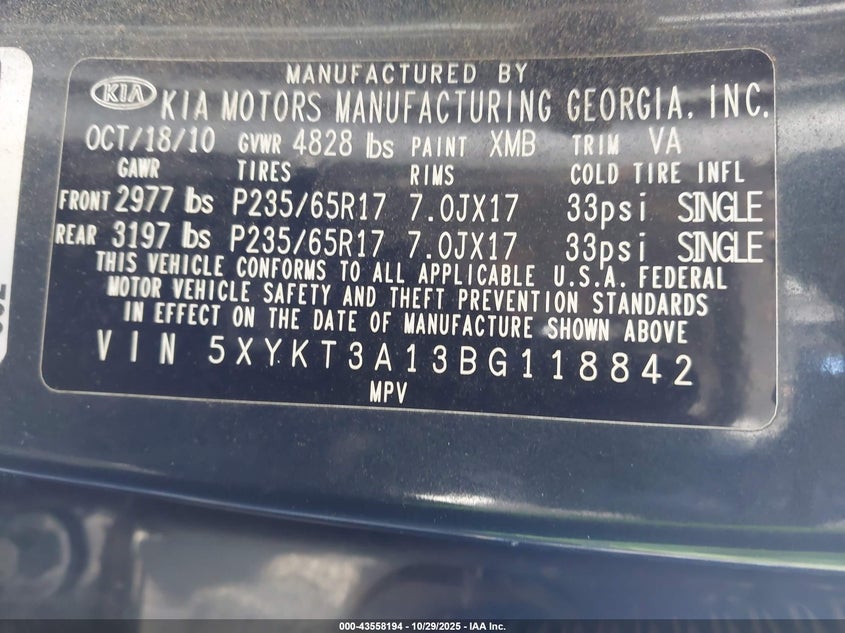 MANUFACTURED BY
KIA KIA MOTORS MANUFACTURING GEORGIA, INC.
OCT/18/10 GVWR 4828 lbs PAINT XMB TRIM VA
GAWR TIRES RIMS COLD TIRE INFL
FRONT 2977 lbs P235/65R17 7.0JX17 33psi SINGLE
REAR 3197 lbs P235/65R17 7.0JX17 33psi SINGLE
THIS VEHICLE CONFORMS TO ALL APPLICABLE U.S.A. FEDERAL
MOTOR VEHICLE SAFETY AND THEFT PREVENTION STANDARDS
IN EFFECT ON THE DATE OF MANUFACTURE SHOWN ABOVE
VIN 5XYKT3A13BG118842
MPV
000-43558194 - 10/29/2025 - IAA Inc.